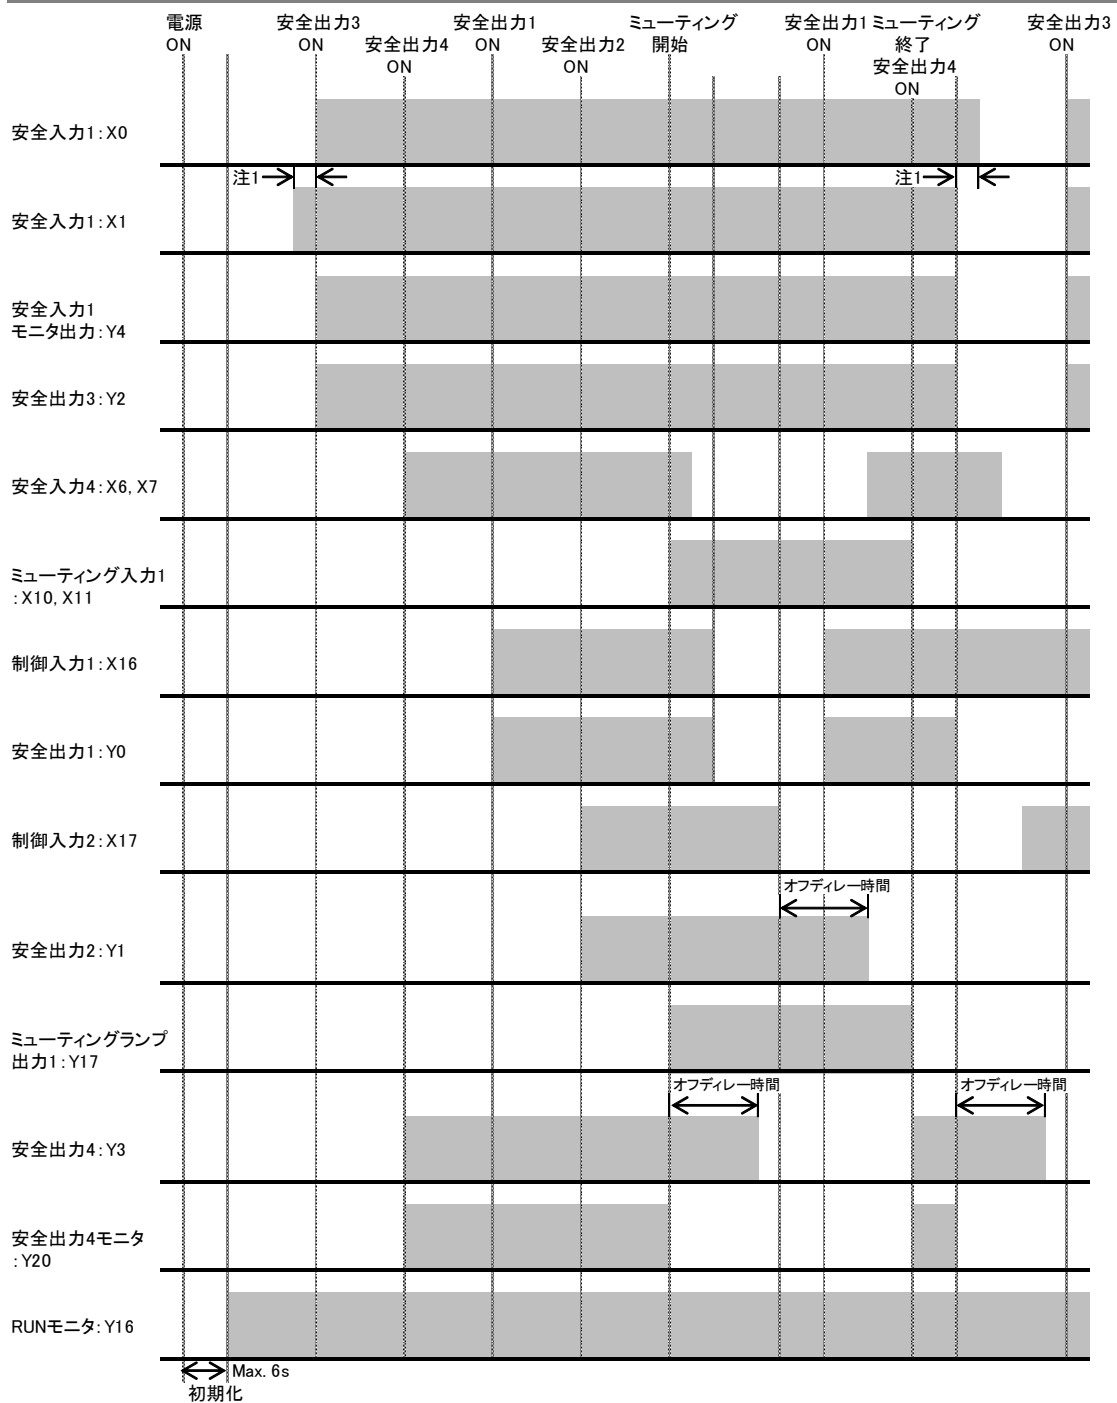 電源
ON
安全出力3
ON
安全出力4
ON
安全出力1
ON
安全出力2
ON
ミューティング
開始
安全出力1
ON
ミューティング
終了
安全出力4
ON
安全出力3
ON
安全入力1:X0
注1
注1
安全入力1:X1
安全入力1
モニタ出力:Y4
安全出力3:Y2
安全入力4:X6, X7
ミューティング入力1
:X10, X11
制御入力1:X16
安全出力1:Y0
制御入力2:X17
オフディレー時間
安全出力2:Y1
ミューティングランプ
出力1:Y17
オフディレー時間
オフディレー時間
安全出力4:Y3
安全出力4モニタ
:Y20
RUNモニタ:Y16
Max. 6s
初期化